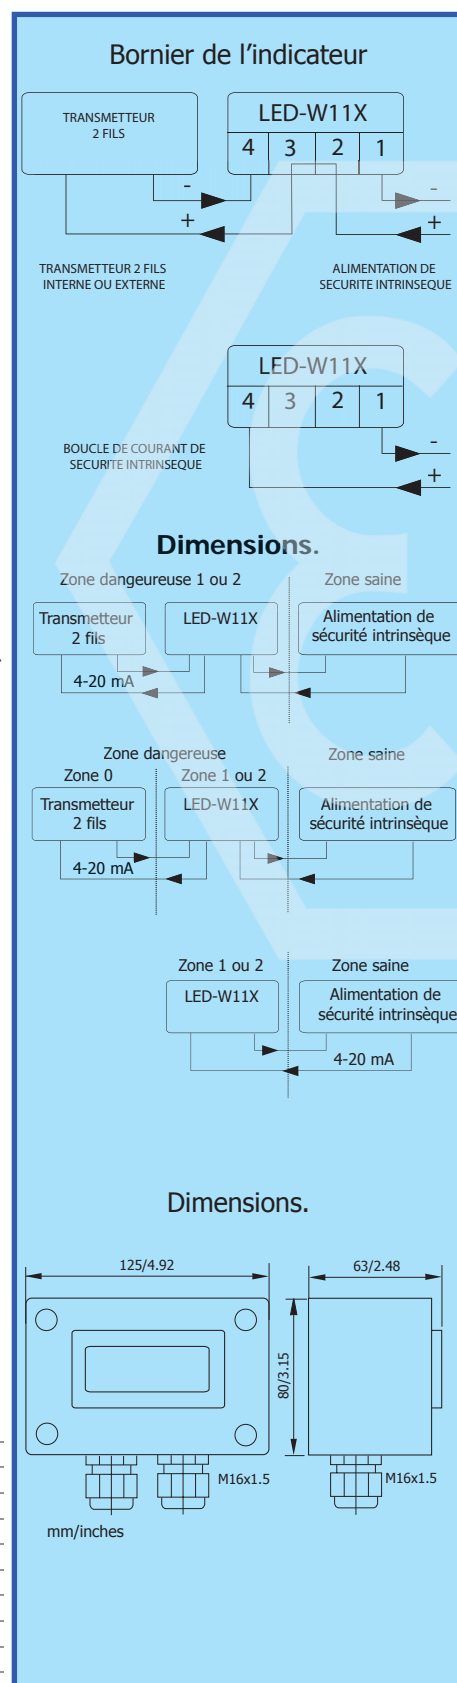 Bornier de l'indicateur
TRANSMETTEUR
2 FILS
LED-W11X
4 3 2 1
-
+
-
+
TRANSMETTEUR 2 FILS
INTERNE OU EXTERNE
ALIMENTATION DE
SECURITE INTRINSEQUE
LED-W11X
4 3 2 1
BOUCLE DE COURANT DE
SECURITE INTRINSEQUE
-
+
Dimensions.
Zone dangeureuse 1 ou 2
Zone saine
Transmetteur
2 fils
LED-W11X
Alimentation de
sécurité intrinsèque
4-20 mA
Zone dangereuse
Zone saine
Zone 0
Zone 1 ou 2
Transmetteur
2 fils
LED-W11X
Alimentation de
sécurité intrinsèque
4-20 mA
Zone 1 ou 2
Zone saine
LED-W11X
Alimentation de
sécurité intrinsèque
4-20 mA
Dimensions.
125/4.92
63/2.48
80/3.15
M16x1.5
M16x1.5
mm/inches